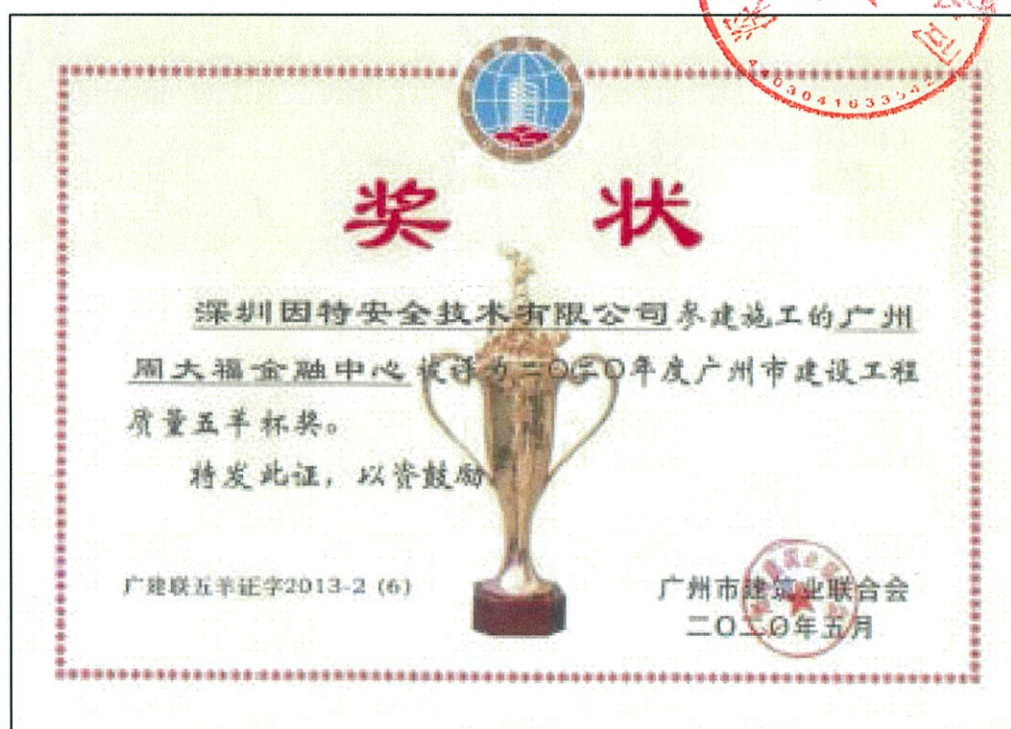 奖 状
深圳因特安全技术有限公司参建施工的广州
周大福金融中心被评为二〇二〇年度广州市建设工程
质量五羊杯奖。
特发此证，以资鼓励
广建联五羊证字2013-2 (6)
广州市建筑业联合会
二〇二〇年五月